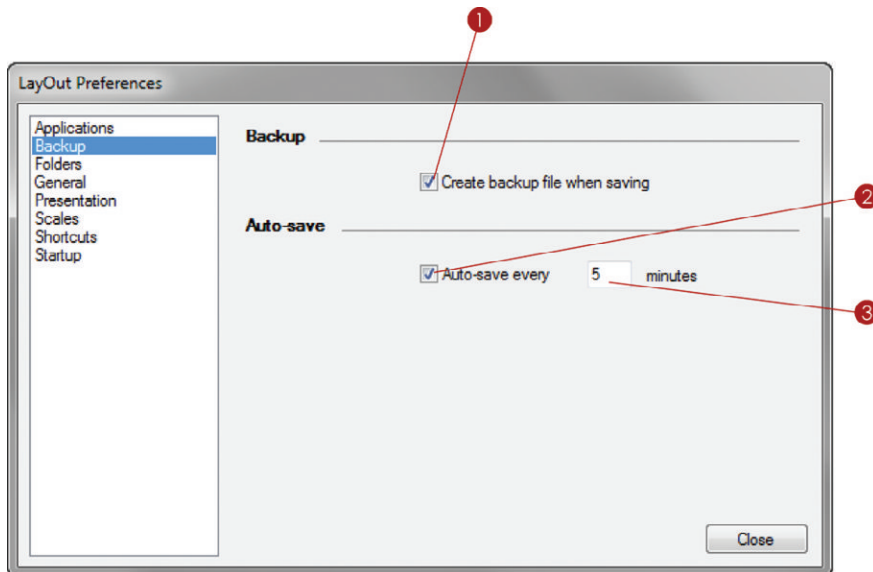 1
LayOut Preferences
Applications
Backup
Folders
General
Presentation
Scales
Shortcuts
Startup
Backup
Create backup file when saving
2
Auto-save
Auto-save every 5 minutes
3
Close